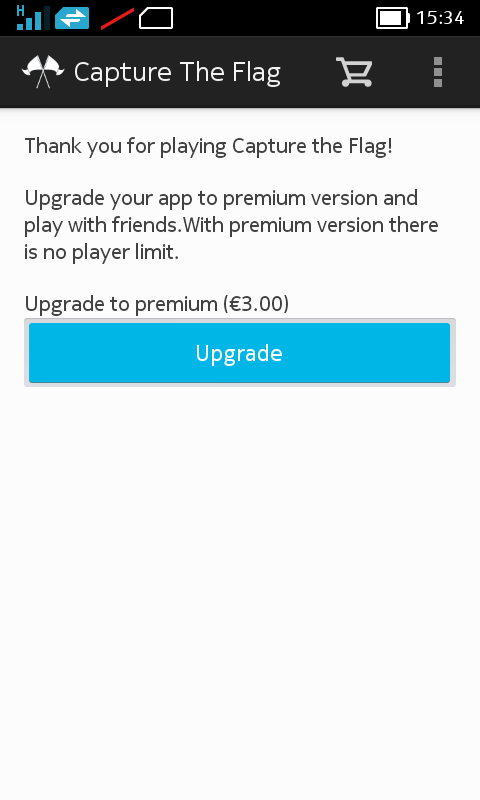 H
15:34
Capture The Flag
Thank you for playing Capture the Flag!
Upgrade your app to premium version and
play with friends.With premium version there
is no player limit.
Upgrade to premium (€3.00)
Upgrade